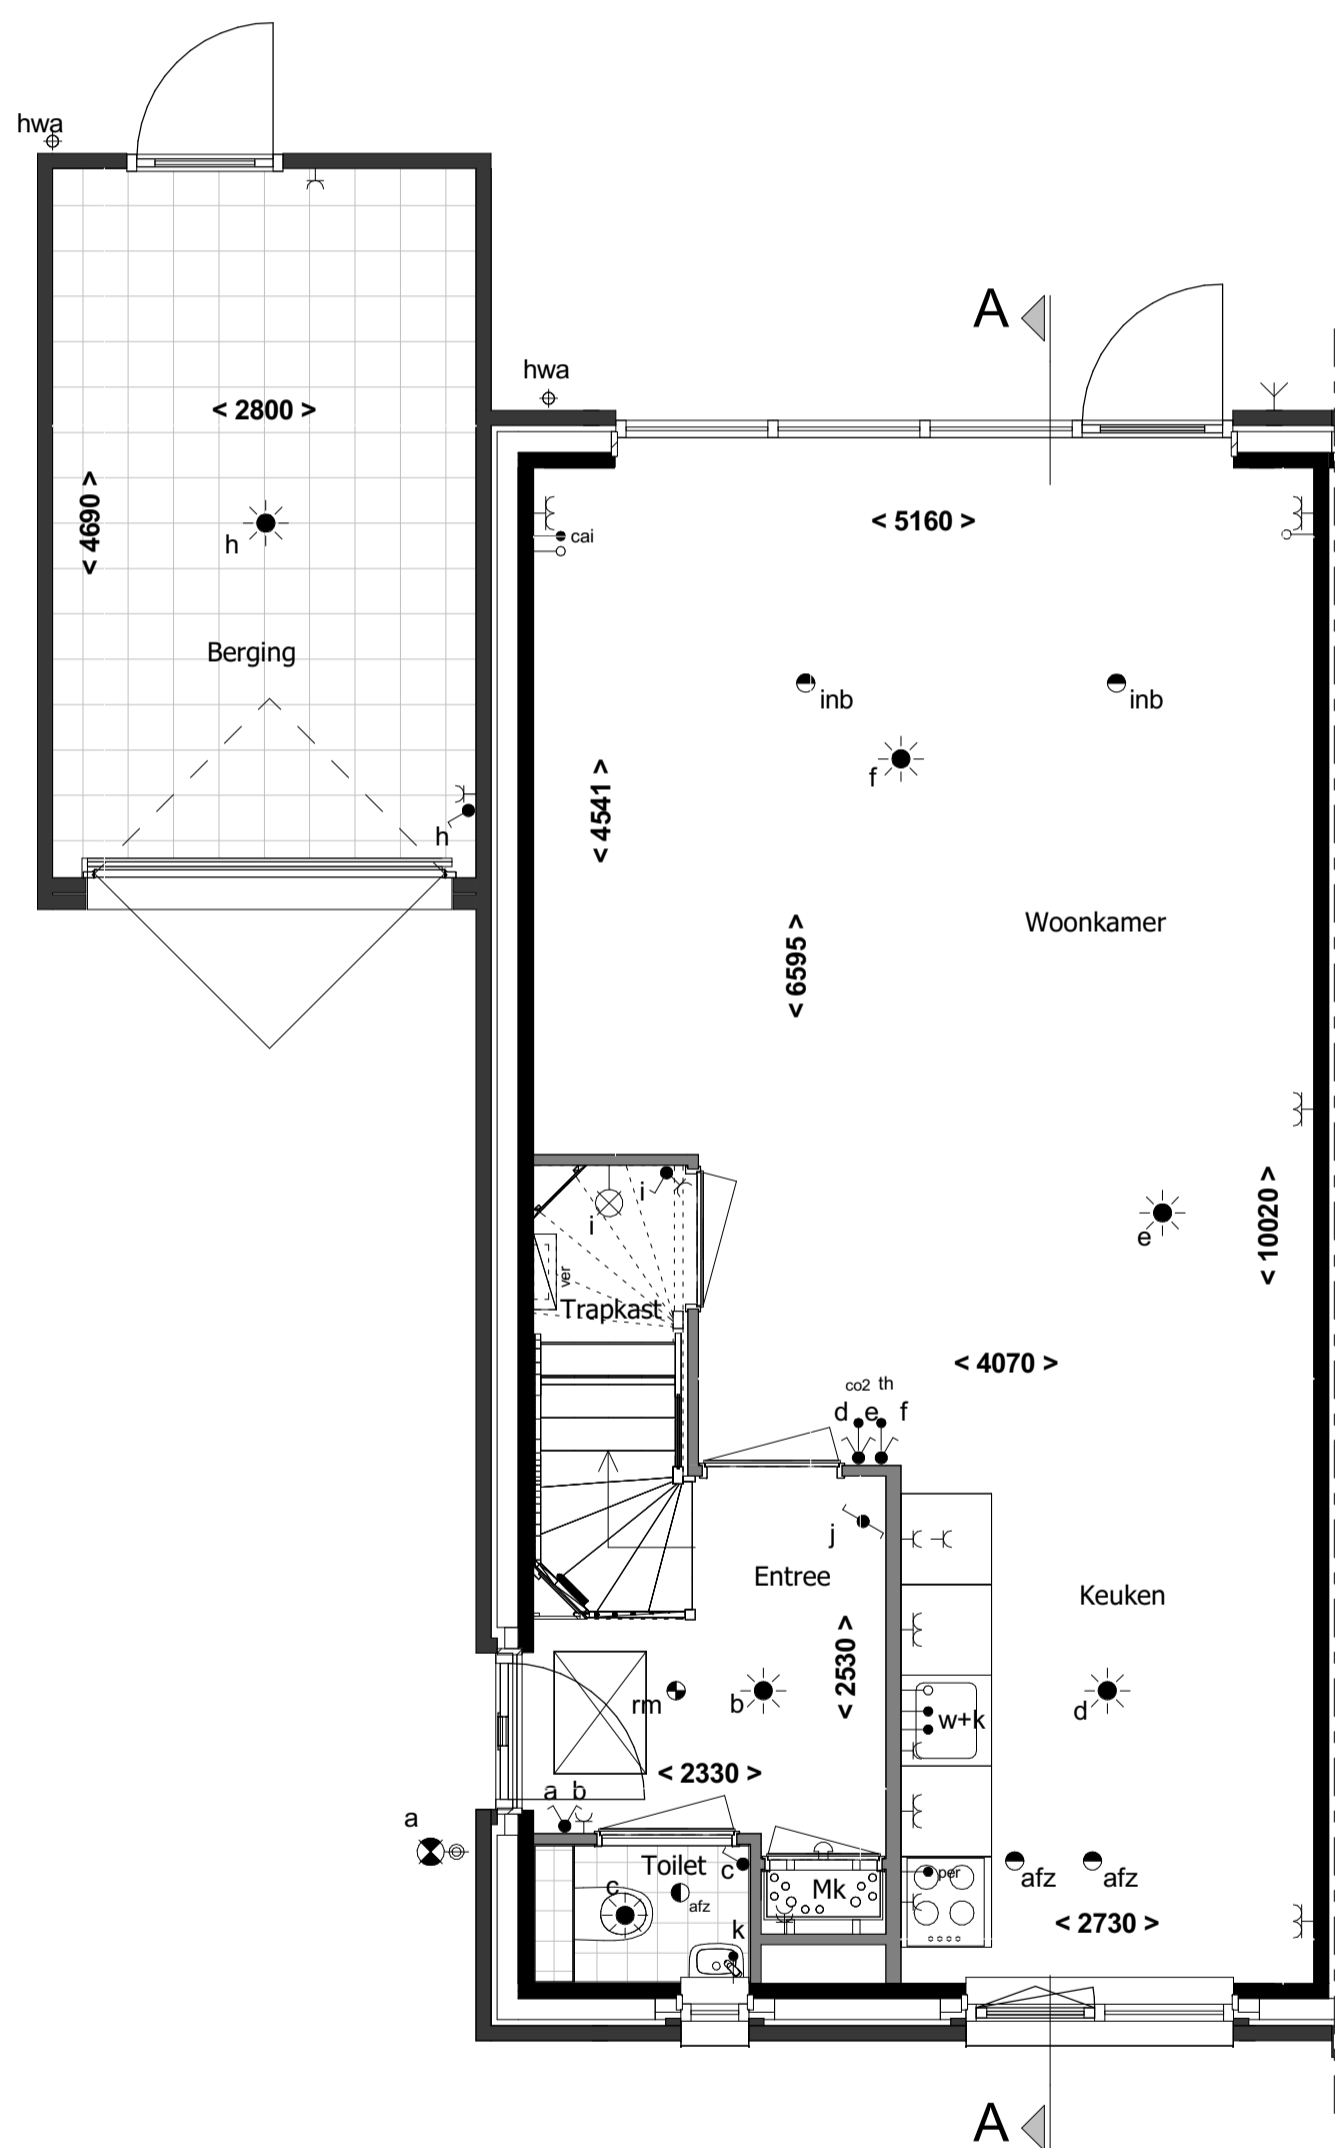 hwa
A
hwa
< 2800 >
< 4690 >
h
Berging
h
< 5160 >
cai
inb
inb
f
< 4541 >
< 6595 >
Woonkamer
i
i
ver
Trapkast
e
< 10020 >
< 4070 >
co2 th
d e f
j
Entree
Keuken
< 2530 >
rm
b
w+k
d
< 2330 >
a b
a
Toilet
c
c
afz
k
Mk
per
afz
afz
< 2730 >
A